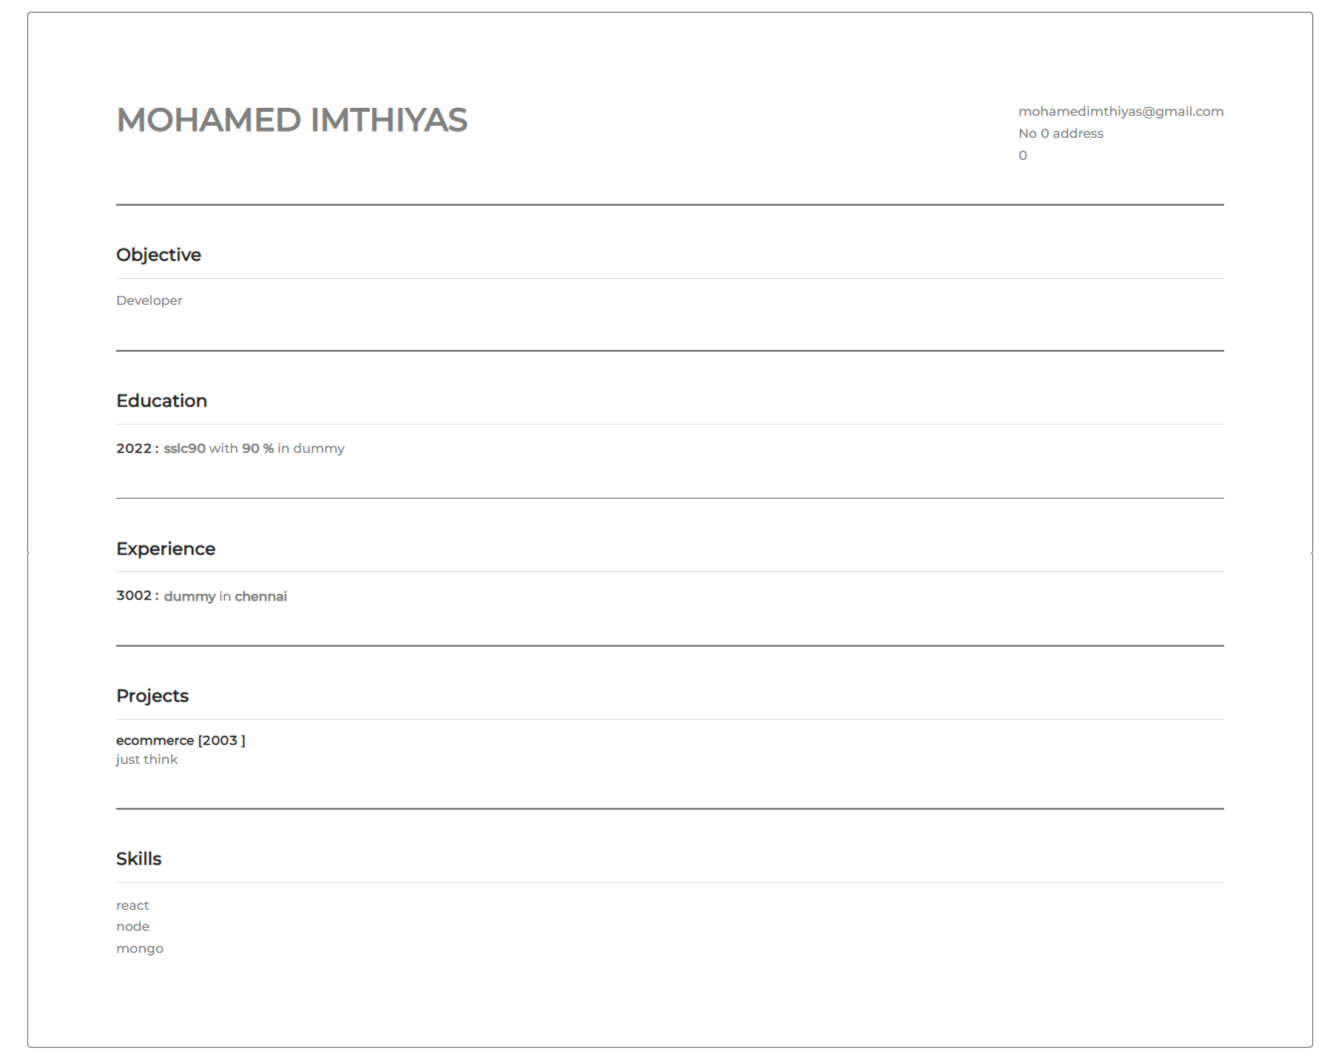 MOHAMED IMTHIYAS
mohamedimthiyas@gmail.com
No 0 address
0
Objective
Developer
Education
2022 : sslc90 with 90 % in dummy
Experience
3002 : dummy in chennai
Projects
ecommerce [2003 ]
just think
Skills
react
node
mongo